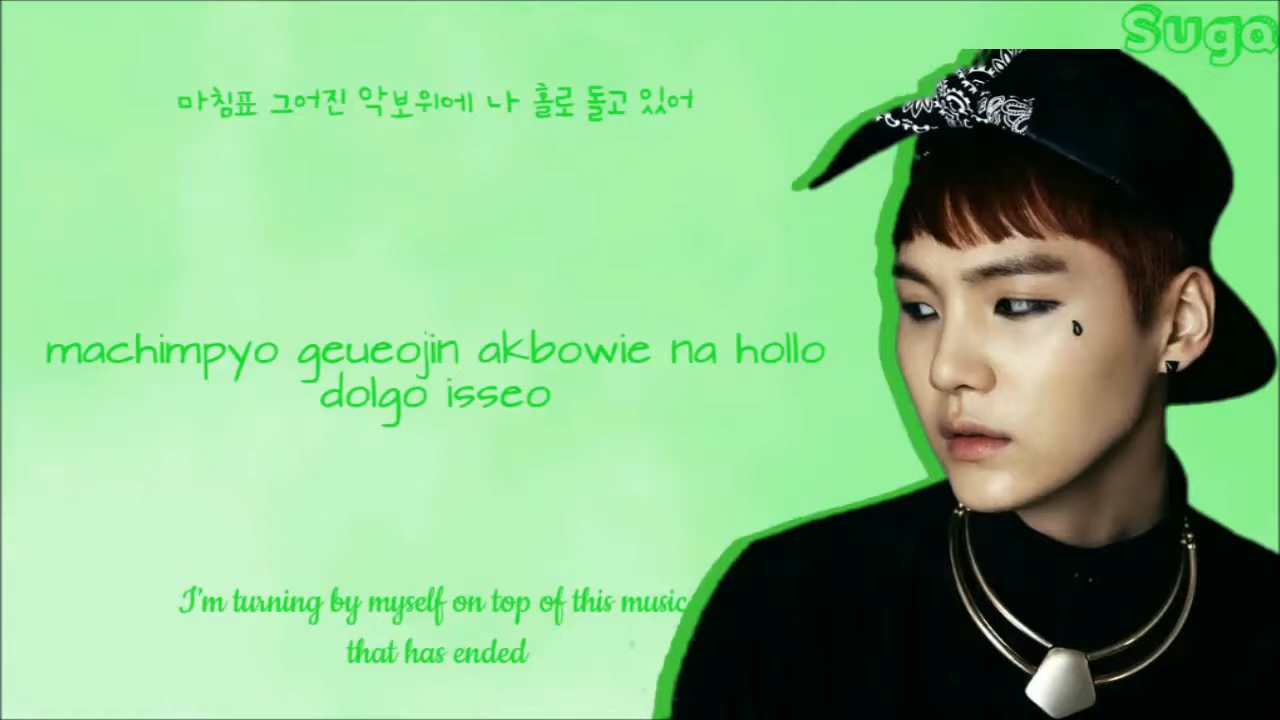 Suga
마침표 그어진 악보위에 나 홀로 돌고 있어
machimpyo geueojin akbowie na hollo
dolgo isseo
I'm turning by myself on top of this music
that has ended